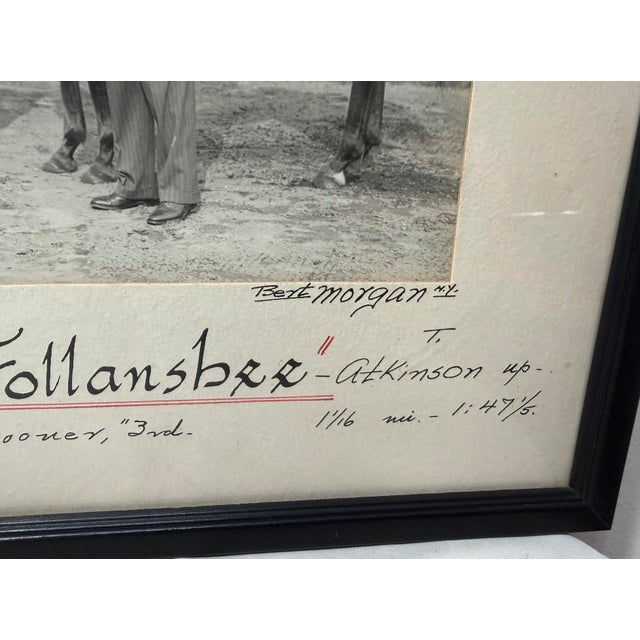 Bert Morgan N.Y.
Follansbee" - T. Atkinson up-
ooner," 3rd. 1 1/16 mi. - 1:47 1/5.